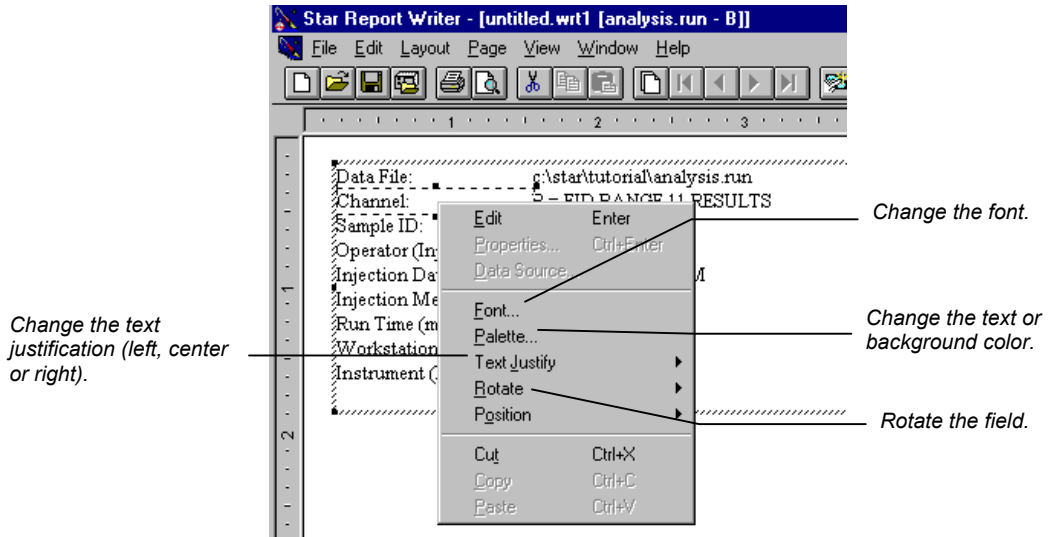 Star Report Writer - [untitled.wrt1 [analysis.run - B]]
File Edit Layout Page View Window Help
1 2 3
Data File: c:\star\tutorial\analysis.run
Channel: B = FID RANGE 11 RESULTS
Sample ID:
Operator (Inj
Injection Da M
Injection Me
Run Time (m
Workstation
Instrument (
1
2
Edit Enter
Properties... Ctrl+Enter
Data Source...
Font...
Palette...
Text Justify
Rotate
Position
Cut Ctrl+X
Copy Ctrl+C
Paste Ctrl+V
Change the text
justification (left, center
or right).
Change the font.
Change the text or
background color.
Rotate the field.